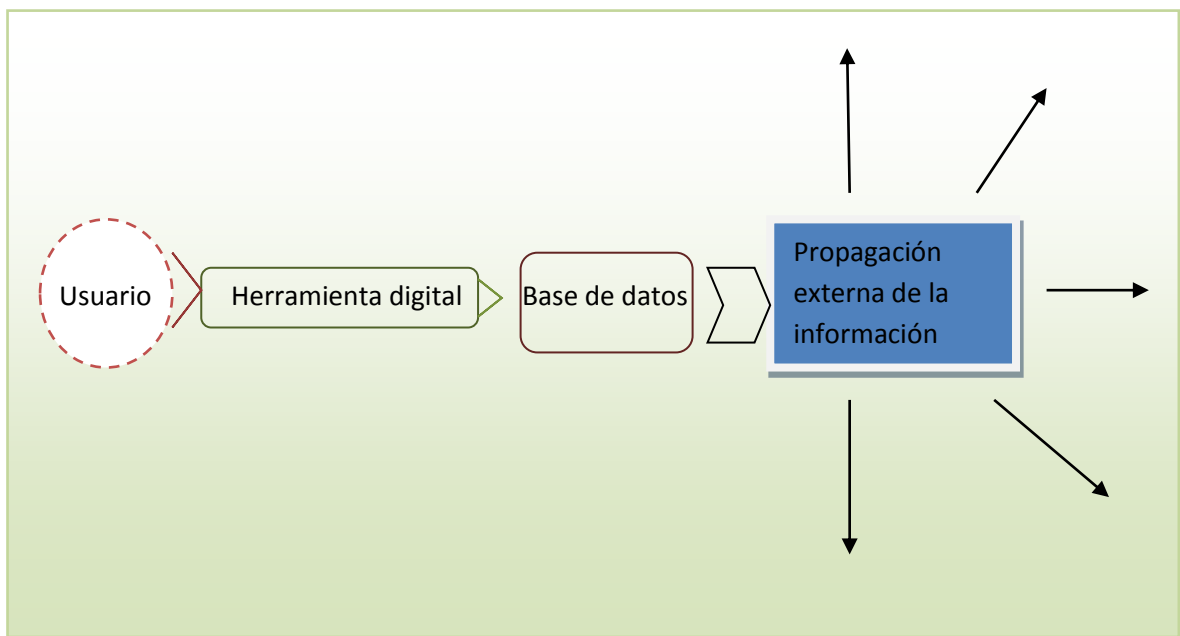 Usuario
Herramienta digital
Base de datos
Propagación
externa de la
información